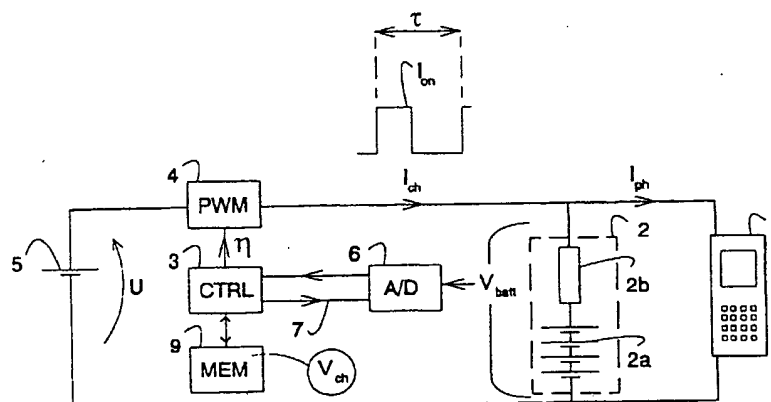 τ
I_on
4
I_ch
I_ph
PWM
2
5
η
6
3
U
CTRL
A/D
V_batt
2b
7
9
2a
MEM
V_ch